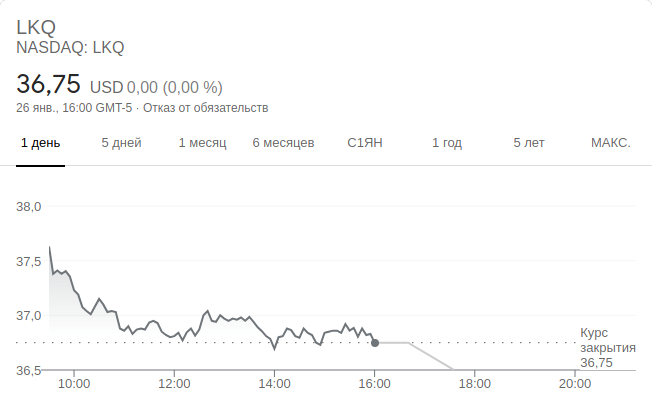 LKQ
NASDAQ: LKQ
36,75 USD 0,00 (0,00 %)
26 янв., 16:00 GMT-5 · Отказ от обязательств
1 день 5 дней 1 месяц 6 месяцев С1ЯН 1 год 5 лет МАКС.
38,0
37,5
37,0
Курс
закрытия
36,75
36,5
10:00 12:00 14:00 16:00 18:00 20:00